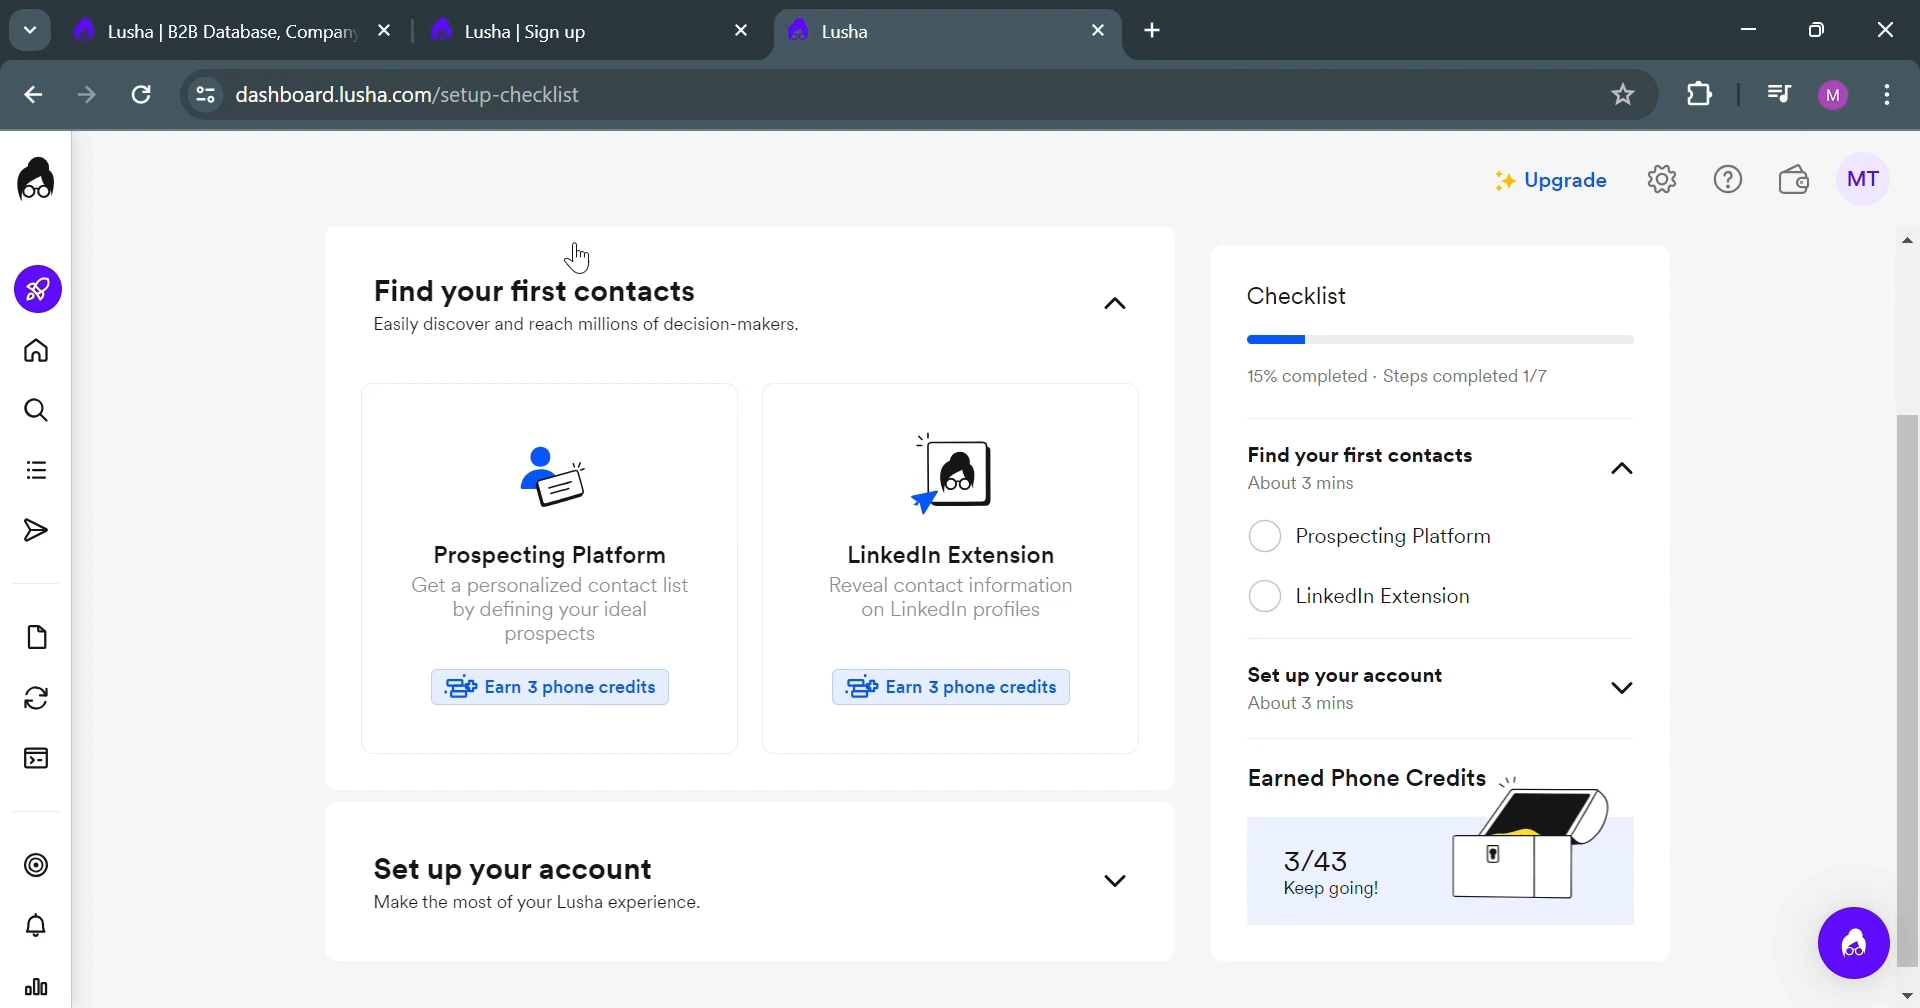 Lusha | B2B Database, Company
Lusha | Sign up
Lusha
dashboard.lusha.com/setup-checklist
M
Upgrade
MT
Find your first contacts
Easily discover and reach millions of decision-makers.
Prospecting Platform
Get a personalized contact list
by defining your ideal
prospects
Earn 3 phone credits
LinkedIn Extension
Reveal contact information
on LinkedIn profiles
Earn 3 phone credits
Set up your account
Make the most of your Lusha experience.
Checklist
15% completed · Steps completed 1/7
Find your first contacts
About 3 mins
Prospecting Platform
LinkedIn Extension
Set up your account
About 3 mins
Earned Phone Credits
3/43
Keep going!